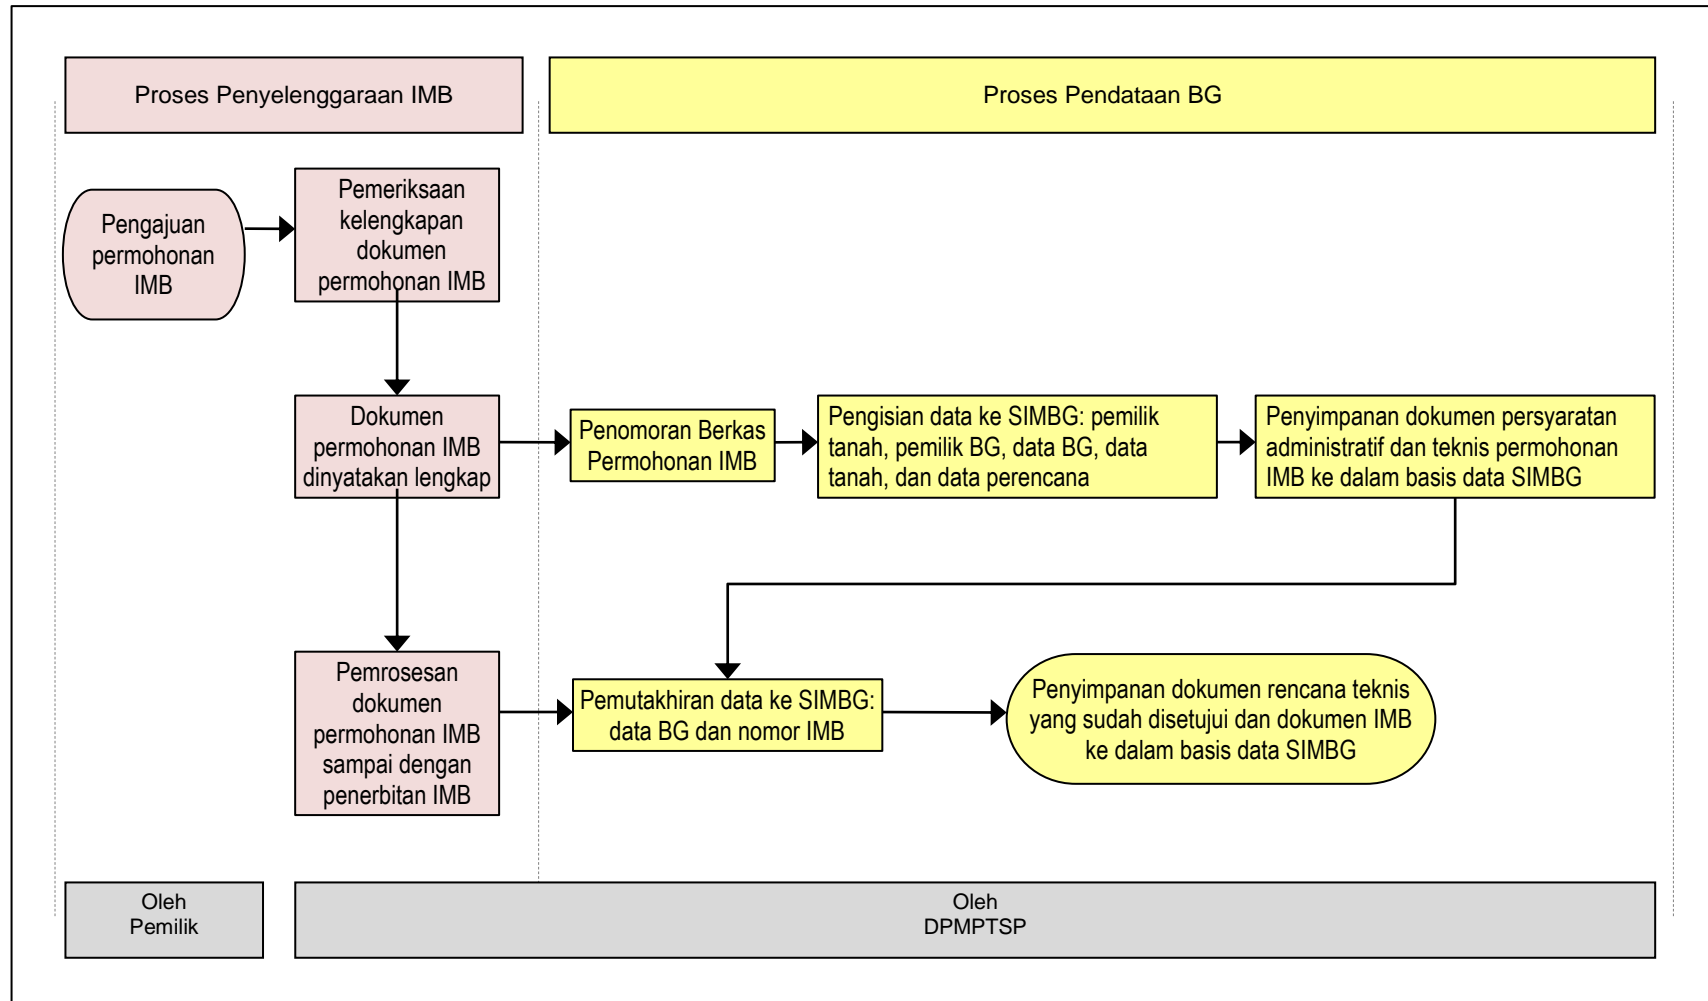 Proses Penyelenggaraan IMB
Proses Pendataan BG
Pengajuan
permohonan
IMB
Pemeriksaan
kelengkapan
dokumen
permohonan IMB
Dokumen
permohonan IMB
dinyatakan lengkap
Penomoran Berkas
Permohonan IMB
Pengisian data ke SIMBG: pemilik
tanah, pemilik BG, data BG, data
tanah, dan data perencana
Penyimpanan dokumen persyaratan
administratif dan teknis permohonan
IMB ke dalam basis data SIMBG
Pemrosesan
dokumen
permohonan IMB
sampai dengan
penerbitan IMB
Pemutakhiran data ke SIMBG:
data BG dan nomor IMB
Penyimpanan dokumen rencana teknis
yang sudah disetujui dan dokumen IMB
ke dalam basis data SIMBG
Oleh
Pemilik
Oleh
DPMPTSP